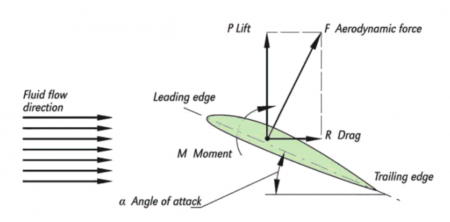 P Lift
F Aerodynamic force
Fluid flow
direction
Leading edge
R Drag
M Moment
Trailing edge
α Angle of attack